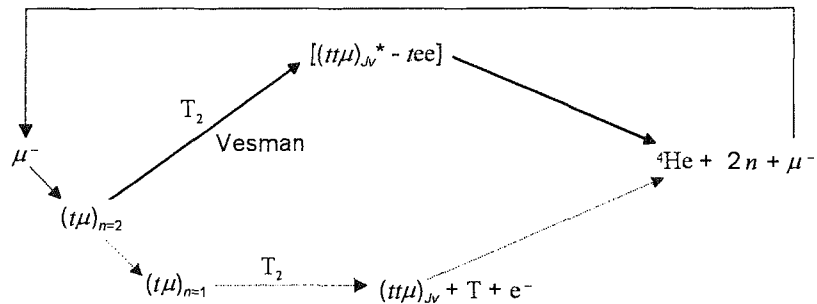 [(ttμ)Jv* - tee]
T2
Vesman
μ−
4He + 2n + μ−
(tμ)n=2
(tμ)n=1
T2
(ttμ)Jv + T + e−